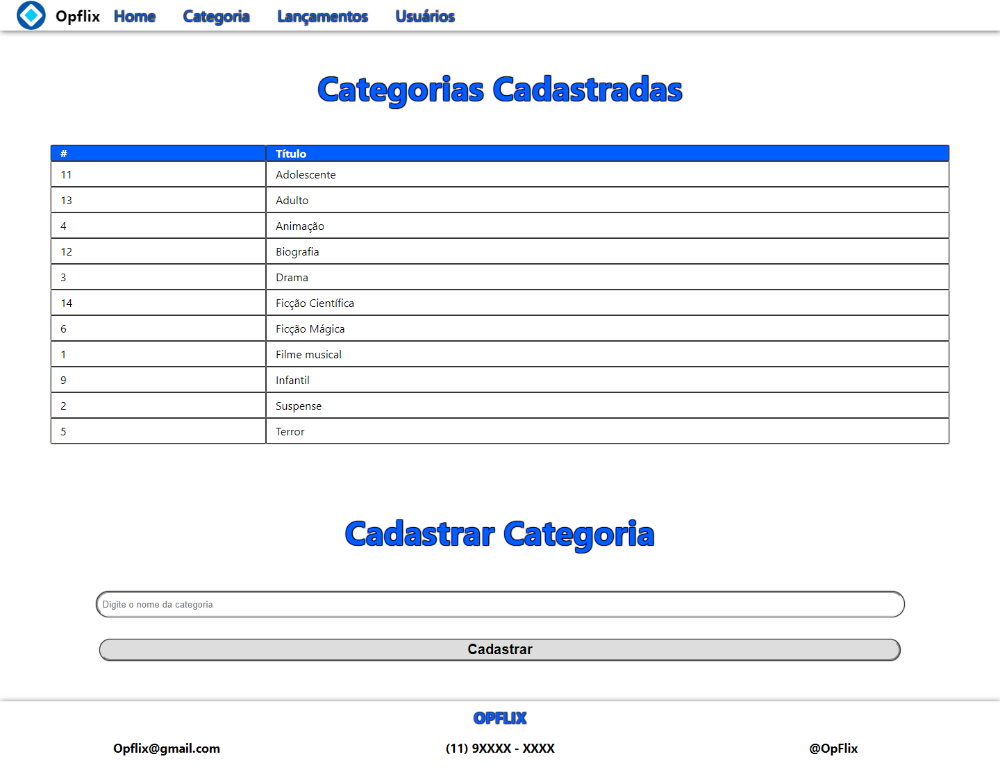 Opflix Home Categoria Lançamentos Usuários
Categorias Cadastradas
# Título
11 Adolescente
13 Adulto
4 Animação
12 Biografia
3 Drama
14 Ficção Científica
6 Ficção Mágica
1 Filme musical
9 Infantil
2 Suspense
5 Terror
Cadastrar Categoria
Digite o nome da categoria
Cadastrar
OPFLIX
Opflix@gmail.com (11) 9XXXX - XXXX @OpFlix